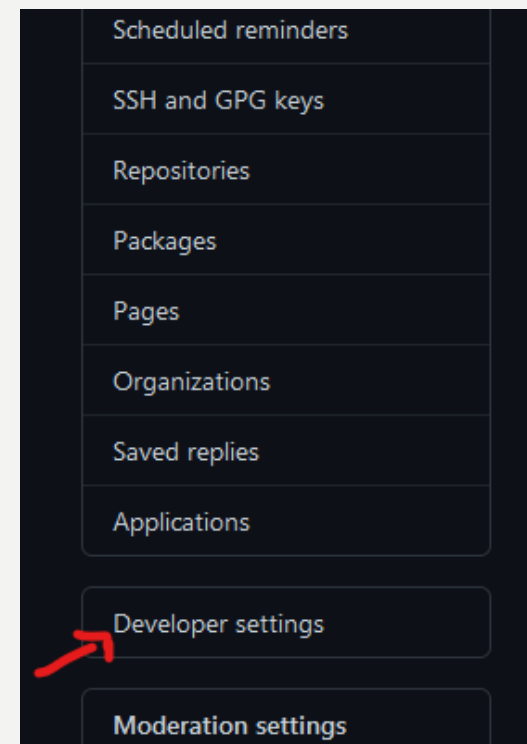 Scheduled reminders
SSH and GPG keys
Repositories
Packages
Pages
Organizations
Saved replies
Applications
Developer settings
Moderation settings